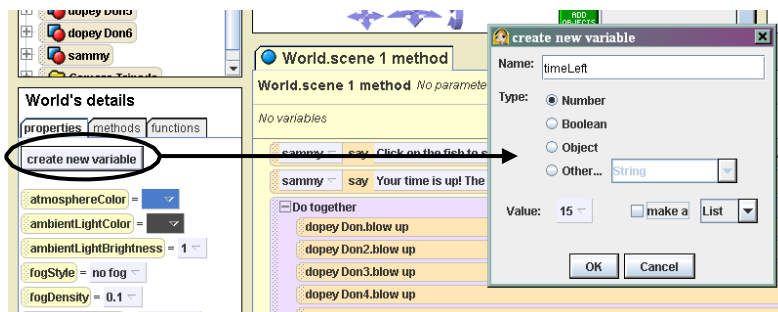 dopey Don5
dopey Don6
sammy
World's details
properties methods functions
create new variable
atmosphereColor =
ambientLightColor =
ambientLightBrightness = 1
fogStyle = no fog
fogDensity = 0.1
ADD
OBJECTS
World.scene 1 method
World.scene 1 method No paramete
No variables
sammy say Click on the fish to s
sammy say Your time is up! The
Do together
dopey Don.blow up
dopey Don2.blow up
dopey Don3.blow up
dopey Don4.blow up
create new variable
Name: timeLeft
Type: Number
Boolean
Object
Other... String
Value: 15 make a List
OK Cancel